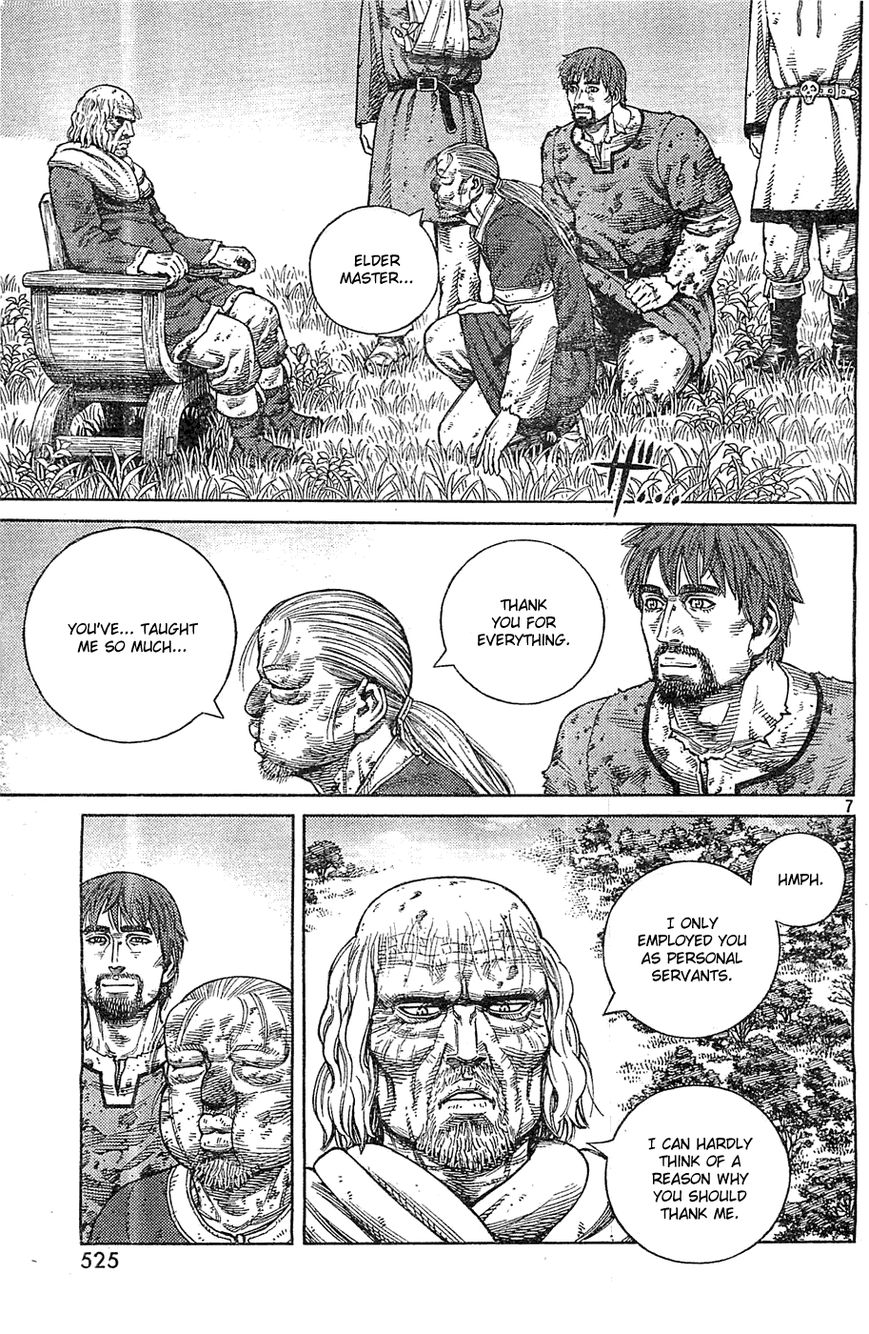 ELDER
MASTER...
ザ....
THANK
YOU FOR
EVERYTHING.
YOU'VE... TAUGHT
ME SO MUCH...
7
HMPH.
I ONLY
EMPLOYED YOU
AS PERSONAL
SERVANTS.
I CAN HARDLY
THINK OF A
REASON WHY
YOU SHOULD
THANK ME.
525